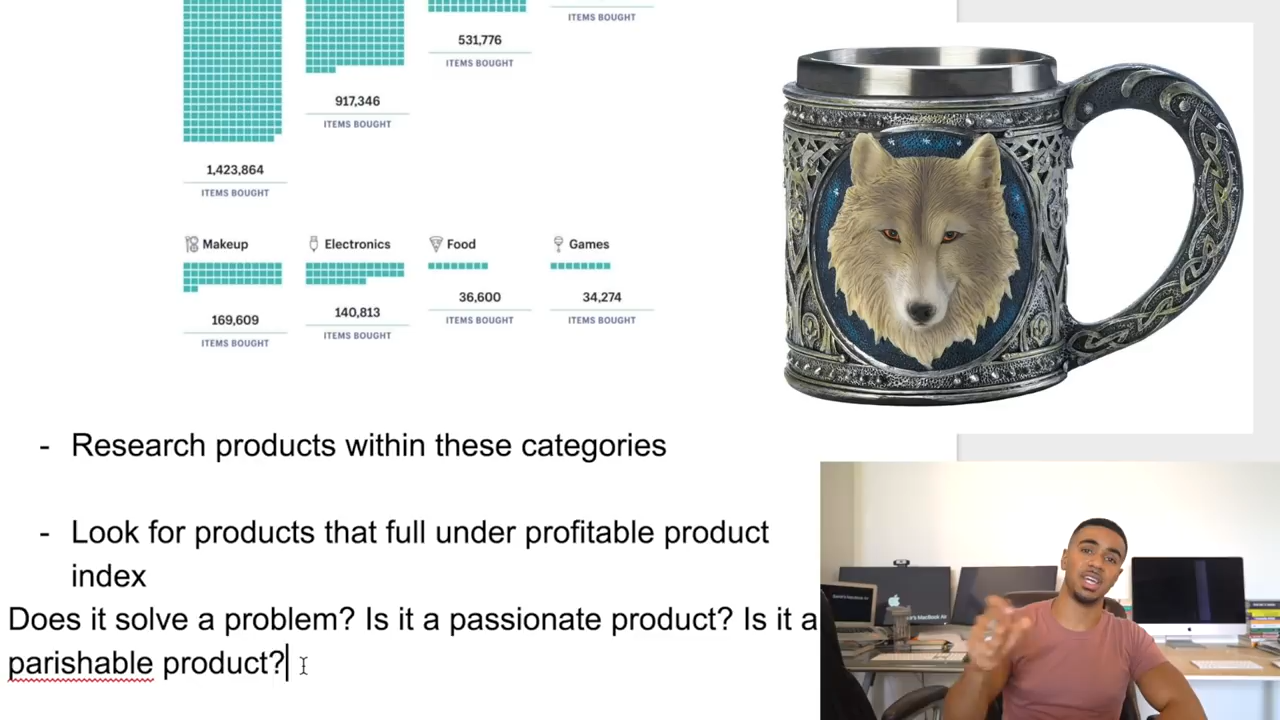 ITEMS BOUGHT
531,776
ITEMS BOUGHT
917,346
ITEMS BOUGHT
1,423,864
ITEMS BOUGHT
Makeup
Electronics
Food
Games
169,609
ITEMS BOUGHT
140,813
ITEMS BOUGHT
36,600
ITEMS BOUGHT
34,274
ITEMS BOUGHT
- Research products within these categories
- Look for products that full under profitable product
index
Does it solve a problem? Is it a passionate product? Is it a
parishable product?